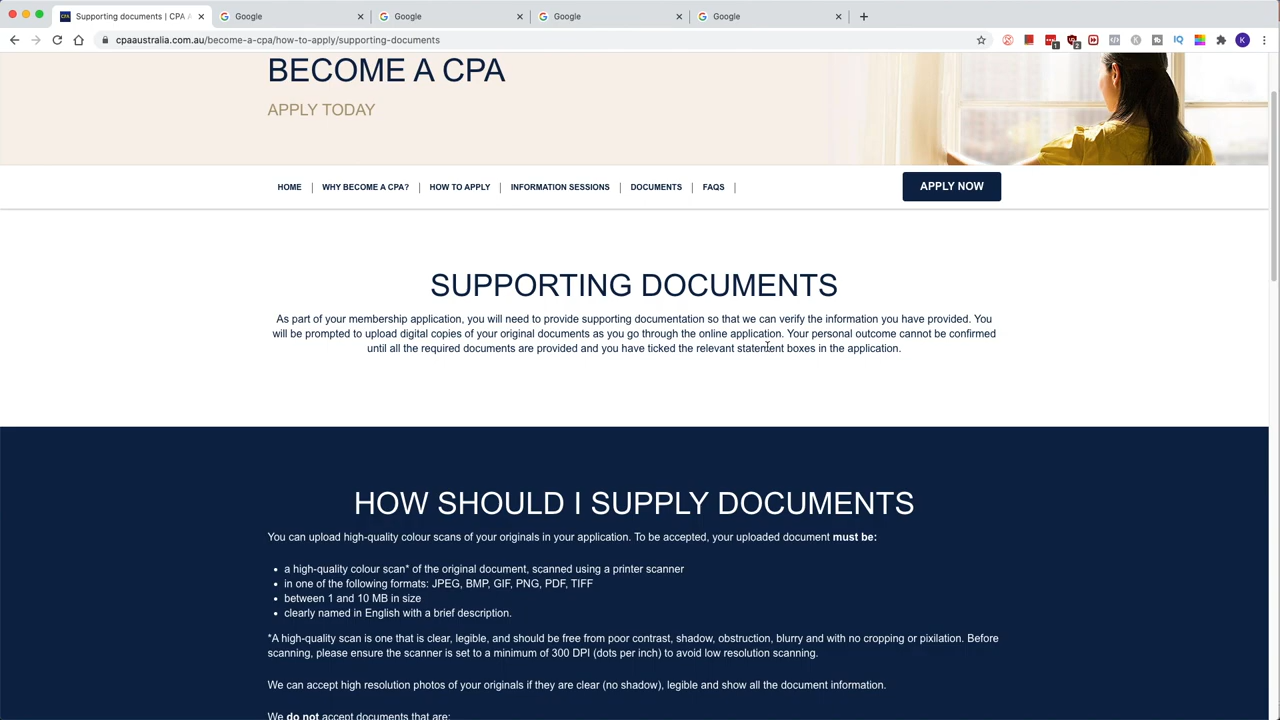 Supporting documents | CPA A
Google
Google
Google
Google
cpaaustralia.com.au/become-a-cpa/how-to-apply/supporting-documents
1
2
K
BECOME A CPA
APPLY TODAY
HOME
WHY BECOME A CPA?
HOW TO APPLY
INFORMATION SESSIONS
DOCUMENTS
FAQS
APPLY NOW
SUPPORTING DOCUMENTS
As part of your membership application, you will need to provide supporting documentation so that we can verify the information you have provided. You
will be prompted to upload digital copies of your original documents as you go through the online application. Your personal outcome cannot be confirmed
until all the required documents are provided and you have ticked the relevant statement boxes in the application.
HOW SHOULD I SUPPLY DOCUMENTS
You can upload high-quality colour scans of your originals in your application. To be accepted, your uploaded document must be:
• a high-quality colour scan* of the original document, scanned using a printer scanner
• in one of the following formats: JPEG, BMP, GIF, PNG, PDF, TIFF
• between 1 and 10 MB in size
• clearly named in English with a brief description.
*A high-quality scan is one that is clear, legible, and should be free from poor contrast, shadow, obstruction, blurry and with no cropping or pixilation. Before
scanning, please ensure the scanner is set to a minimum of 300 DPI (dots per inch) to avoid low resolution scanning.
We can accept high resolution photos of your originals if they are clear (no shadow), legible and show all the document information.
We do not accept documents that are: